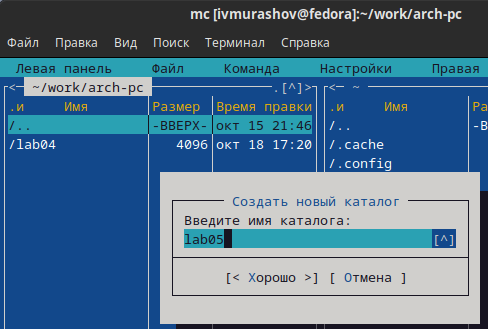 mc [ivmurashov@fedora]:~/work/arch-pc
Файл Правка Вид Поиск Терминал Справка
Левая панель Файл Команда Настройки Правая
<─ ~/work/arch-pc .[^]> <─ ~
.и Имя Размер Время правки .и Имя Раз
/.. -ВВЕРХ- окт 15 21:46 /.. -ВВ
/lab04 4096 окт 18 17:20 /.cache
/.config
Создать новый каталог
Введите имя каталога:
lab05 [^]
[< Хорошо >] [ Отмена ]